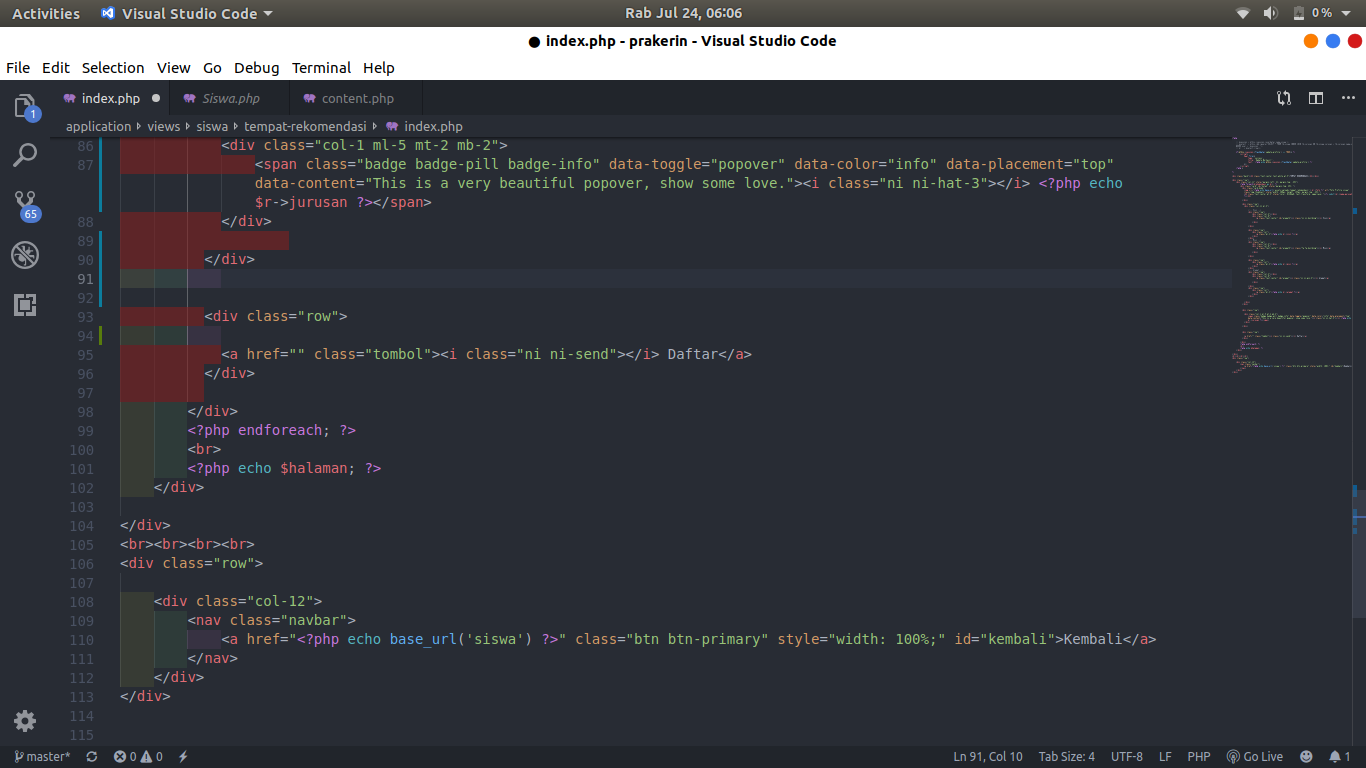 Activities Visual Studio Code Rab Jul 24, 06:06 0 %
● index.php - prakerin - Visual Studio Code
File Edit Selection View Go Debug Terminal Help
1 index.php Siswa.php content.php
application views siswa tempat-rekomendasi index.php
86 <div class="col-1 ml-5 mt-2 mb-2">
87 <span class="badge badge-pill badge-info" data-toggle="popover" data-color="info" data-placement="top"
data-content="This is a very beautiful popover, show some love."><i class="ni ni-hat-3"></i> <?php echo
65 $r->jurusan ?></span>
88 </div>
89
90 </div>
91
92
93 <div class="row">
94
95 <a href="" class="tombol"><i class="ni ni-send"></i> Daftar</a>
96 </div>
97
98 </div>
99 <?php endforeach; ?>
100 <br>
101 <?php echo $halaman; ?>
102 </div>
103
104 </div>
105 <br><br><br><br>
106 <div class="row">
107
108 <div class="col-12">
109 <nav class="navbar">
110 <a href="<?php echo base_url('siswa') ?>" class="btn btn-primary" style="width: 100%;" id="kembali">Kembali</a>
111 </nav>
112 </div>
113 </div>
114
115
master* 0 0 Ln 91, Col 10 Tab Size: 4 UTF-8 LF PHP Go Live 1